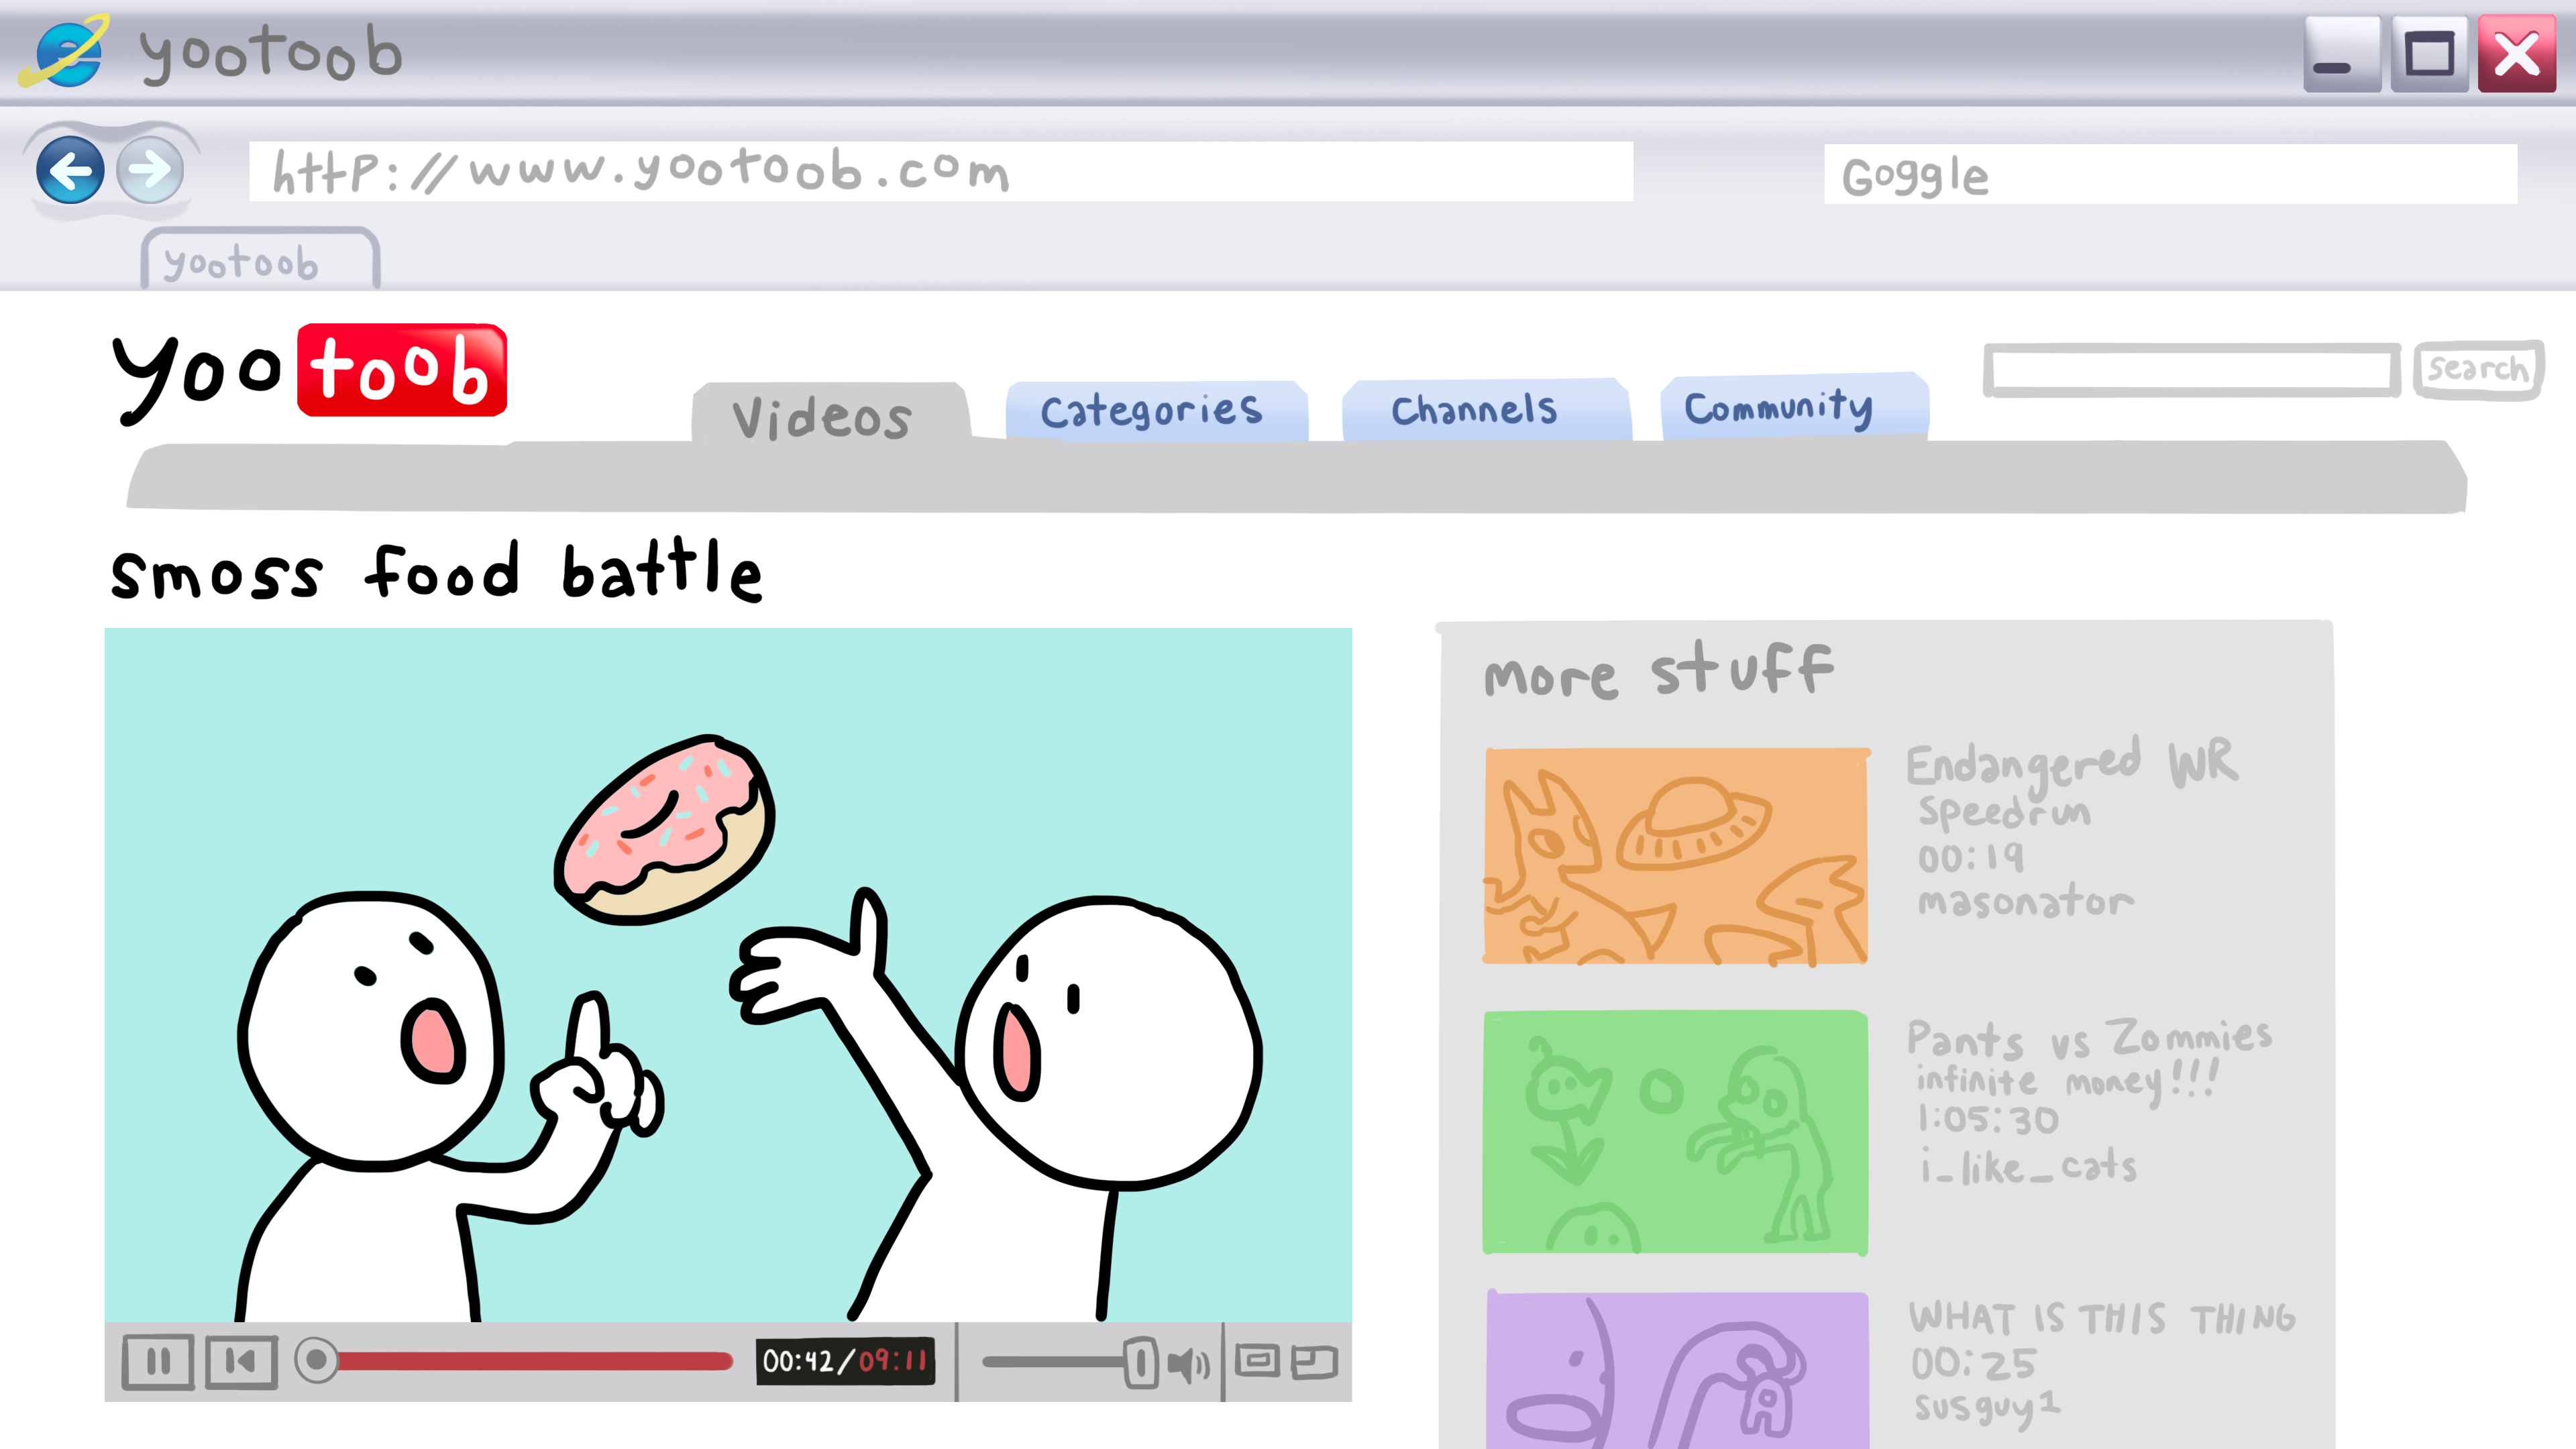 yootoob
http://www.yootoob.com
Goggle
yootoob
yoo toob
Videos
Categories
Channels
Community
search
smoss food battle
00:42/09:11
more stuff
Endangered WR
speedrun
00:19
masonator
Pants vs Zommies
infinite money!!!
1:05:30
i_like_cats
WHAT IS THIS THING
00:25
susguy1